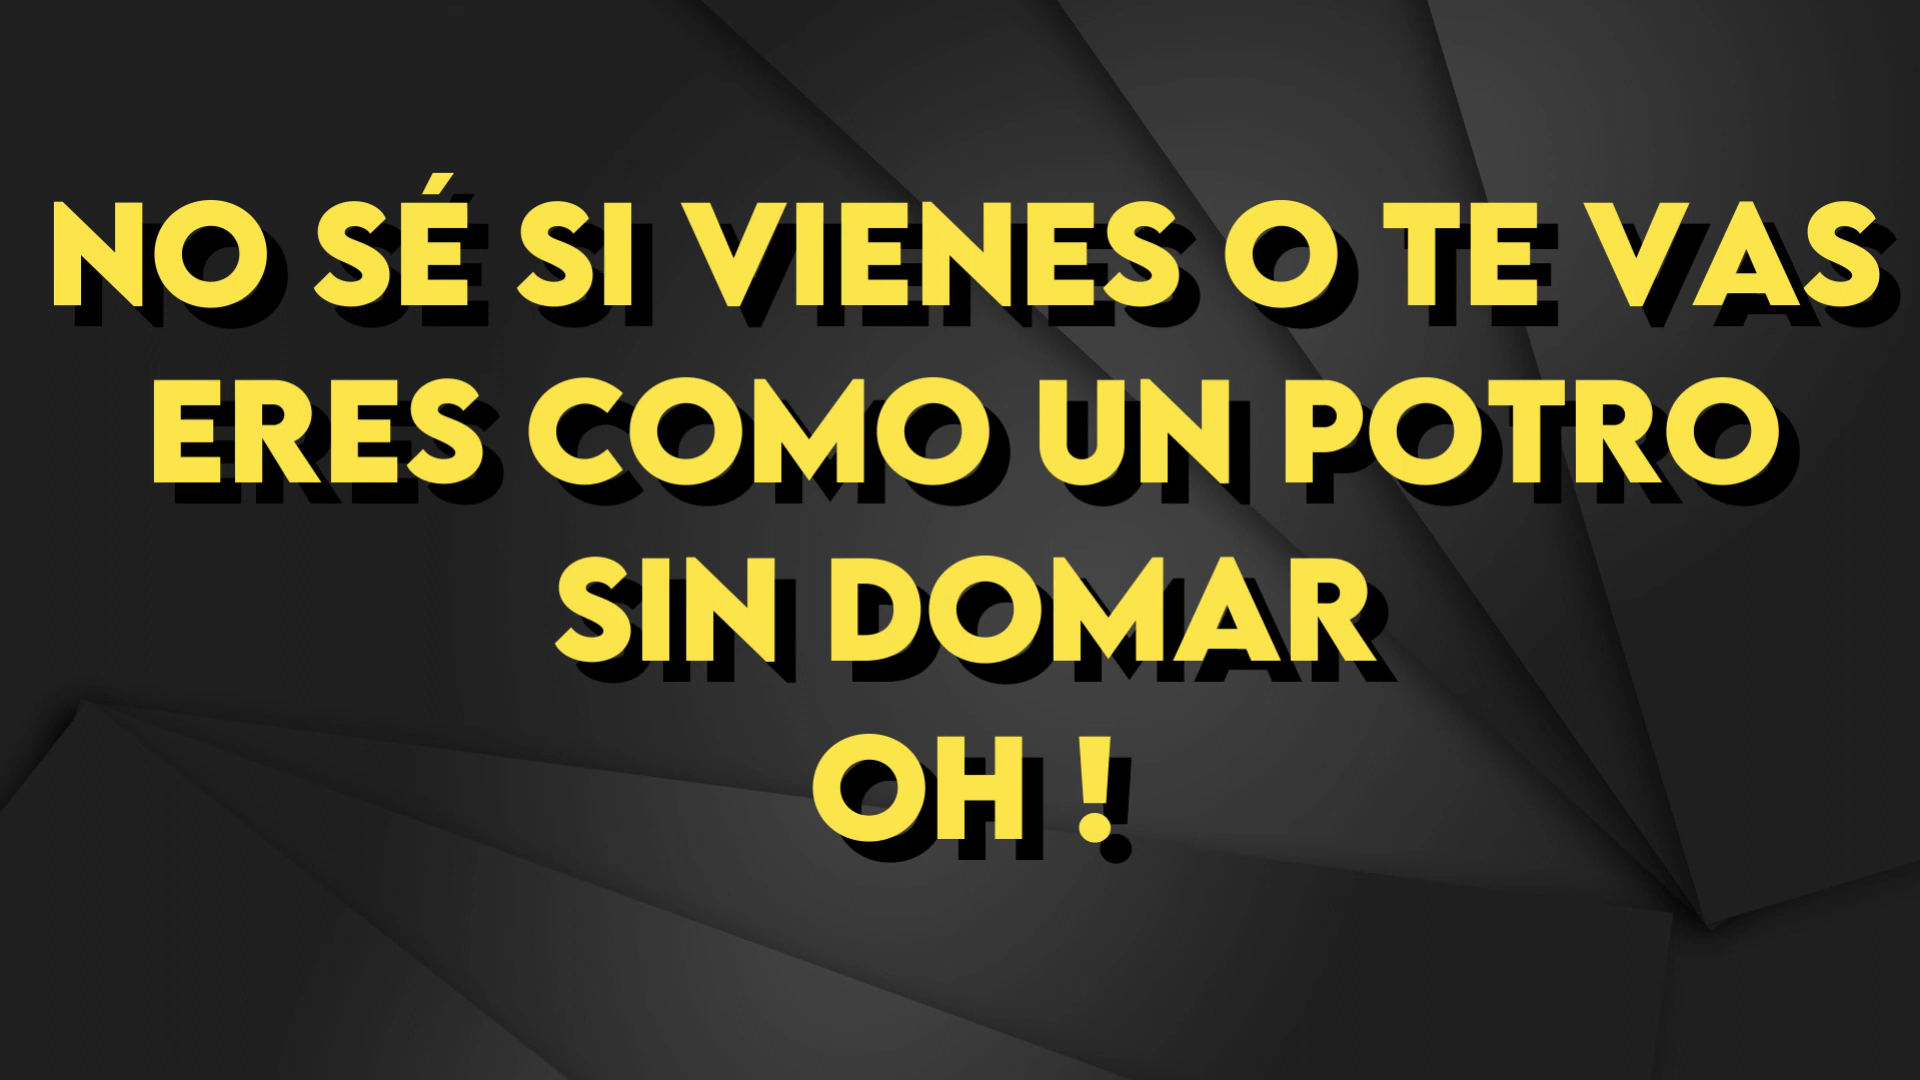 NO SÉ SI VIENES O TE VAS
ERES COMO UN POTRO
SIN DOMAR
OH !